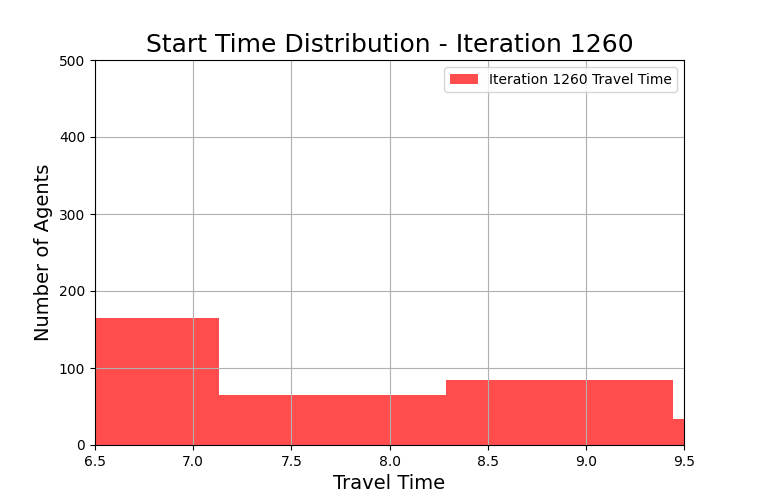 Start Time Distribution - Iteration 1260
Iteration 1260 Travel Time
Number of Agents
500
400
300
200
100
0
6.5 7.0 7.5 8.0 8.5 9.0 9.5
Travel Time